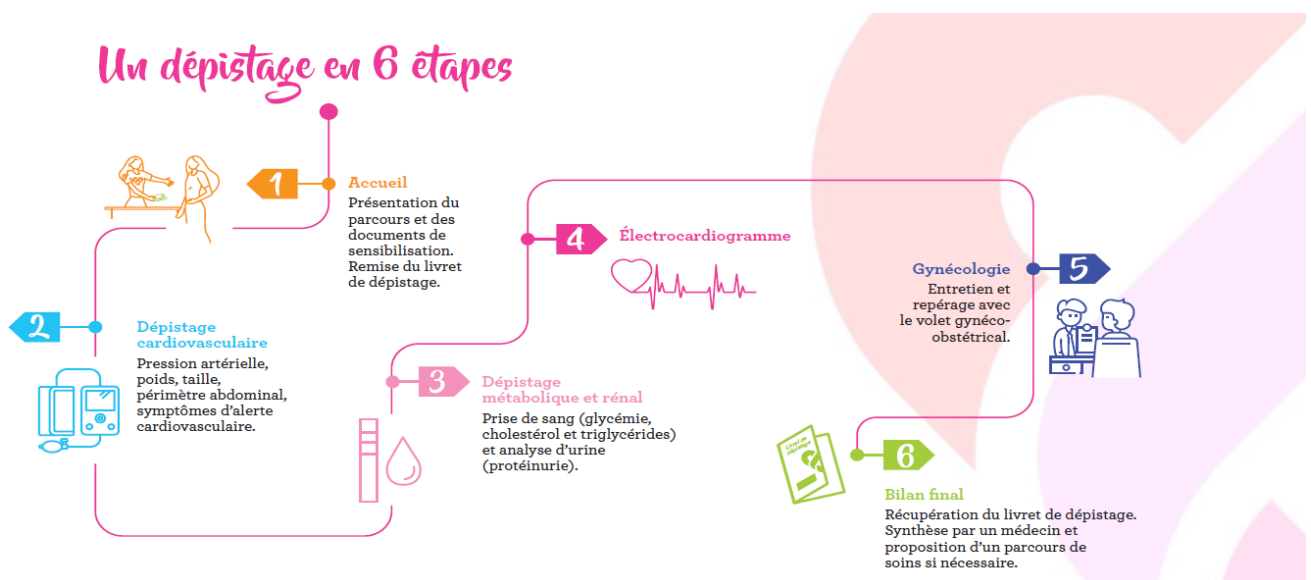 Un dépistage en 6 étapes
1
Accueil
Présentation du
parcours et des
documents de
sensibilisation.
Remise du livret
de dépistage.
2
Dépistage
cardiovasculaire
Pression artérielle,
poids, taille,
périmètre abdominal,
symptômes d'alerte
cardiovasculaire.
3
Dépistage
métabolique et rénal
Prise de sang (glycémie,
cholestérol et triglycérides)
et analyse d'urine
(protéinurie).
4
Électrocardiogramme
5
Gynécologie
Entretien et
repérage avec
le volet gynéco-
obstétrical.
Livret de
dépistage
6
Bilan final
Récupération du livret de dépistage.
Synthèse par un médecin et
proposition d'un parcours de
soins si nécessaire.